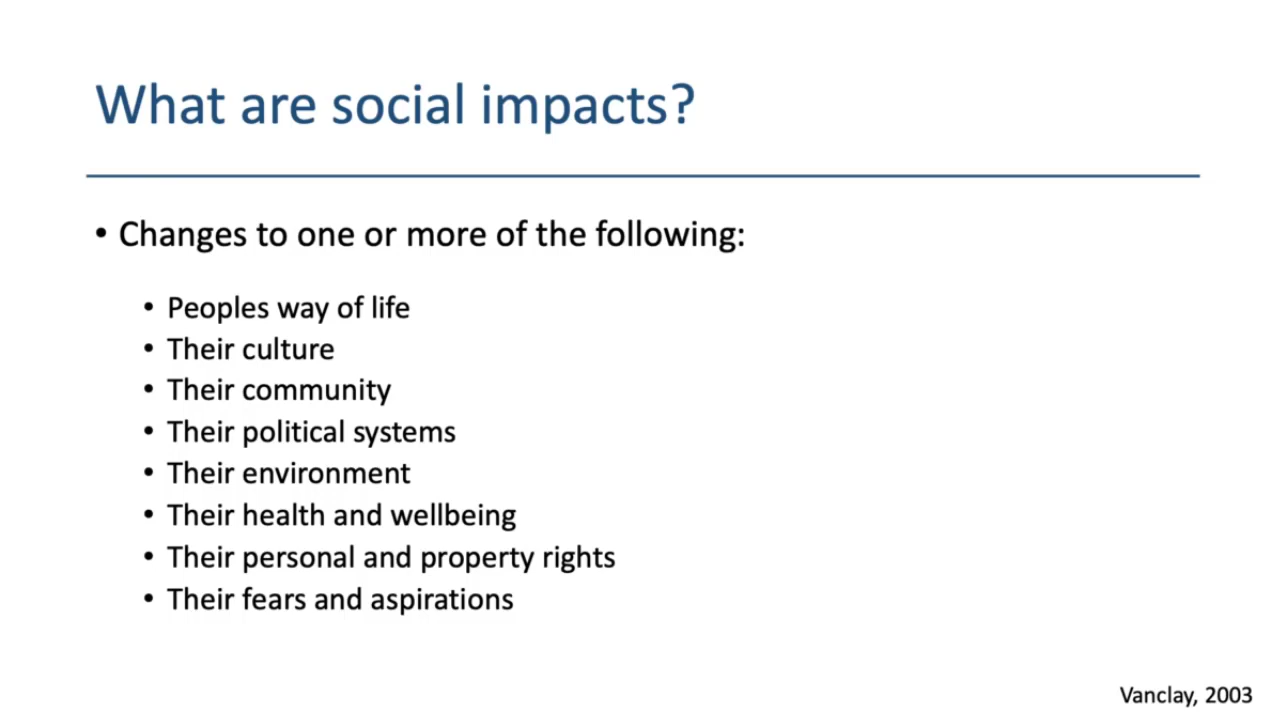 What are social impacts?
• Changes to one or more of the following:
• Peoples way of life
• Their culture
• Their community
• Their political systems
• Their environment
• Their health and wellbeing
• Their personal and property rights
• Their fears and aspirations
Vanclay, 2003